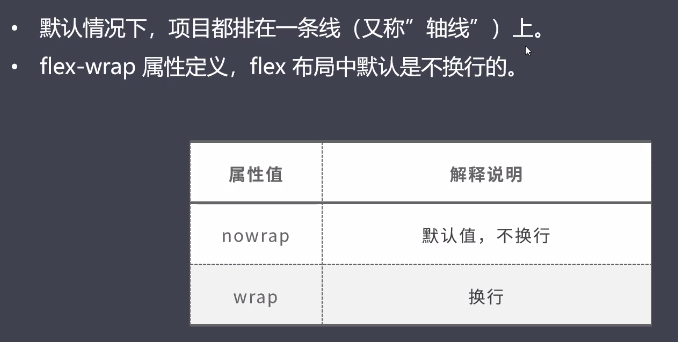 • 默认情况下，项目都排在一条线（又称”轴线”）上。
• flex-wrap 属性定义，flex 布局中默认是不换行的。
属性值 解释说明
nowrap 默认值，不换行
wrap 换行